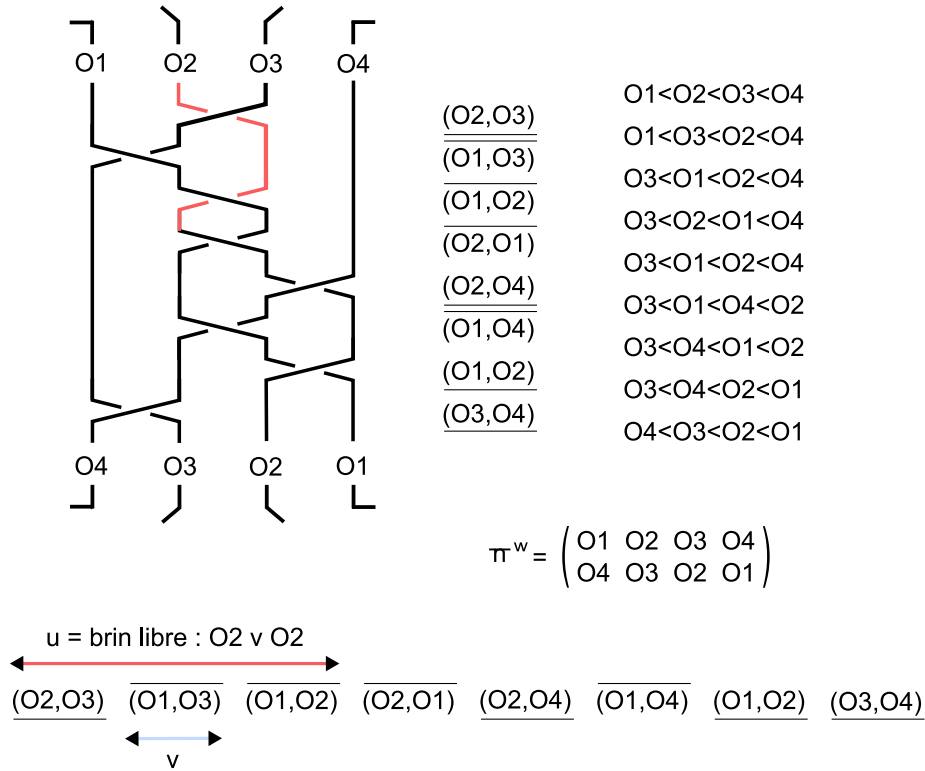 O1 O2 O3 O4
O1<O2<O3<O4
(O2,O3)
O1<O3<O2<O4
(O1,O3)
O3<O1<O2<O4
(O1,O2)
O3<O2<O1<O4
(O2,O1)
O3<O1<O2<O4
(O2,O4)
O3<O1<O4<O2
(O1,O4)
O3<O4<O1<O2
(O1,O2)
O3<O4<O2<O1
(O3,O4)
O4<O3<O2<O1
O4 O3 O2 O1
π^w = ( O1 O2 O3 O4
O4 O3 O2 O1 )
u = brin libre : O2 v O2
(O2,O3) (O1,O3) (O1,O2) (O2,O1) (O2,O4) (O1,O4) (O1,O2) (O3,O4)
v